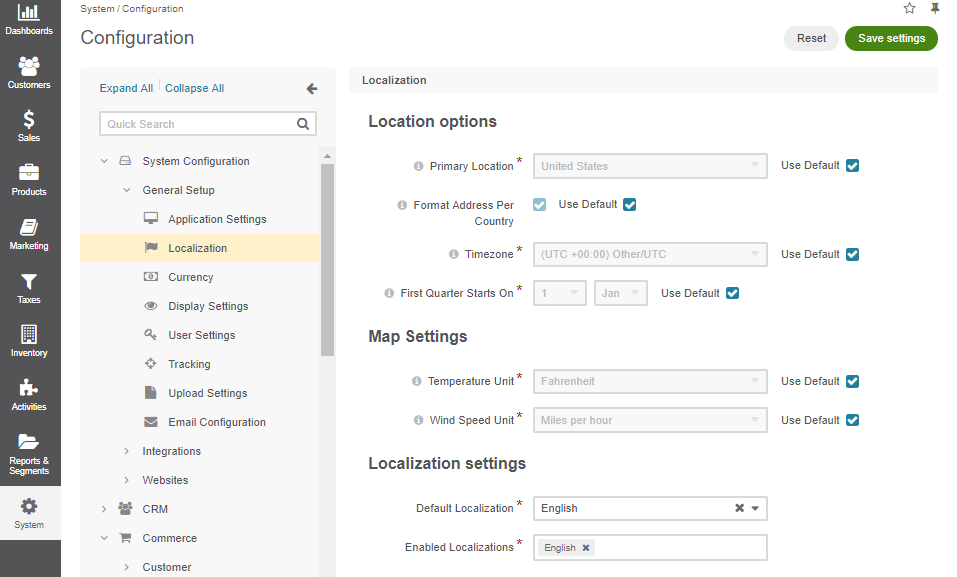 Dashboards
Customers
Sales
Products
Marketing
Taxes
Inventory
Activities
Reports &
Segments
System
System / Configuration
Configuration
Reset
Save settings
Expand All
Collapse All
Quick Search
System Configuration
General Setup
Application Settings
Localization
Currency
Display Settings
User Settings
Tracking
Upload Settings
Email Configuration
Integrations
Websites
CRM
Commerce
Customer
Localization
Location options
Primary Location *
United States
Use Default
Format Address Per
Country
Use Default
Timezone *
(UTC +00:00) Other/UTC
Use Default
First Quarter Starts On *
1
Jan
Use Default
Map Settings
Temperature Unit *
Fahrenheit
Use Default
Wind Speed Unit *
Miles per hour
Use Default
Localization settings
Default Localization *
English
Enabled Localizations *
English